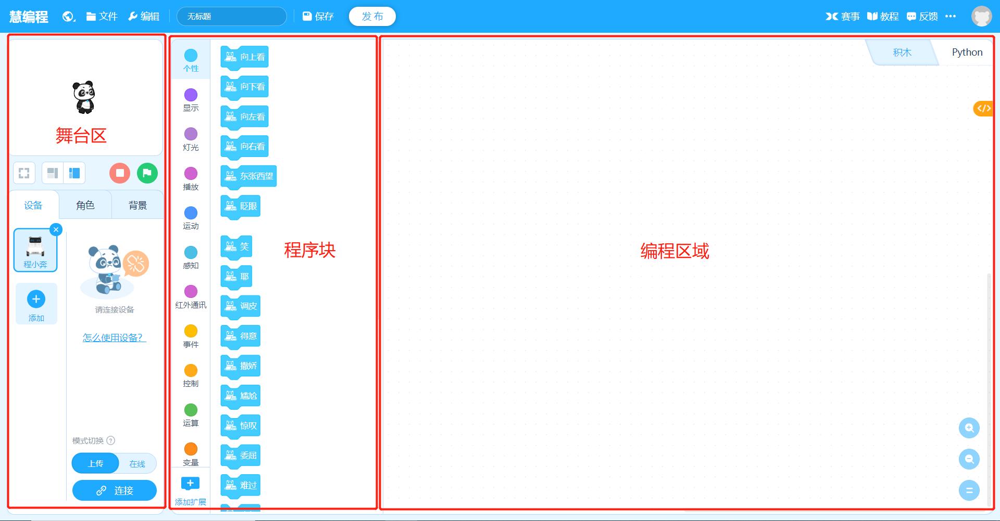 慧编程
文件
编辑
无标题
保存
发布
赛事
教程
反馈
舞台区
设备
角色
背景
程小奔
添加
请连接设备
怎么使用设备?
模式切换
上传
在线
连接
个性
显示
灯光
播放
运动
感知
红外通讯
事件
控制
运算
变量
添加扩展
向上看
向下看
向左看
向右看
东张西望
眨眼
笑
耶
调皮
得意
撒娇
尴尬
惊叹
委屈
难过
程序块
积木
Python
</>
编程区域